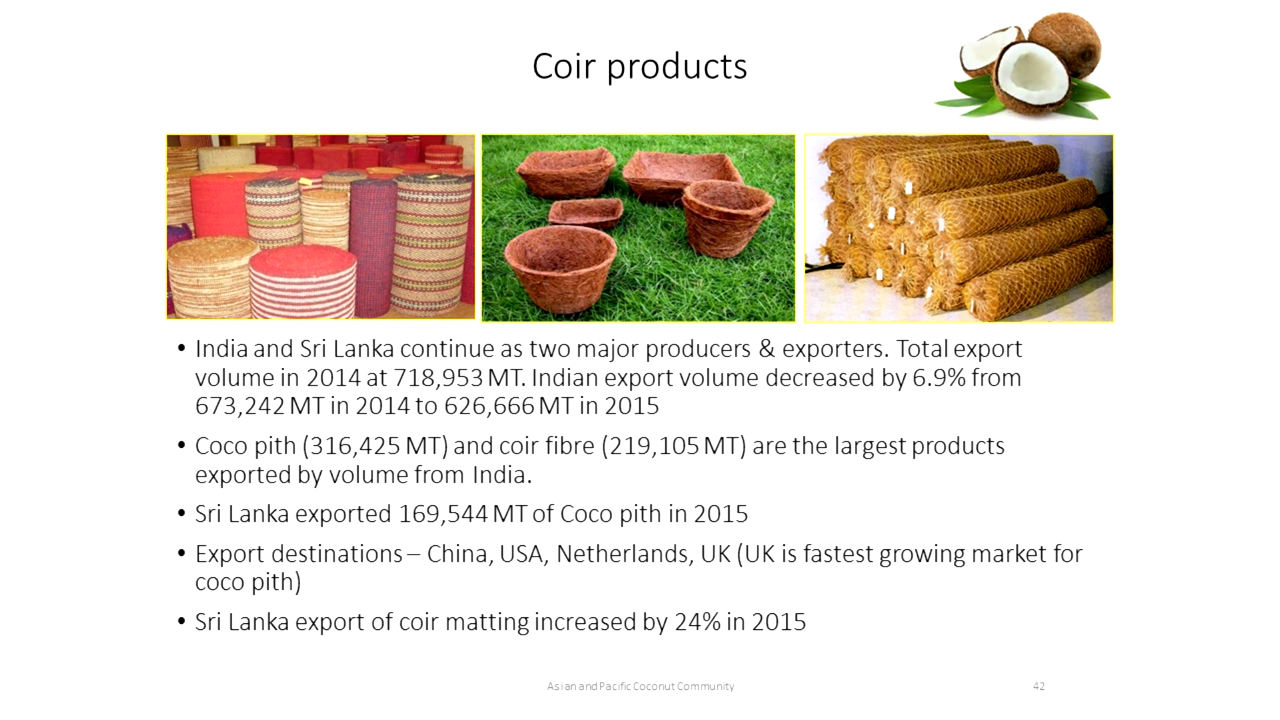 Coir products
• India and Sri Lanka continue as two major producers & exporters. Total export
volume in 2014 at 718,953 MT. Indian export volume decreased by 6.9% from
673,242 MT in 2014 to 626,666 MT in 2015
• Coco pith (316,425 MT) and coir fibre (219,105 MT) are the largest products
exported by volume from India.
• Sri Lanka exported 169,544 MT of Coco pith in 2015
• Export destinations – China, USA, Netherlands, UK (UK is fastest growing market for
coco pith)
• Sri Lanka export of coir matting increased by 24% in 2015
Asian and Pacific Coconut Community
42